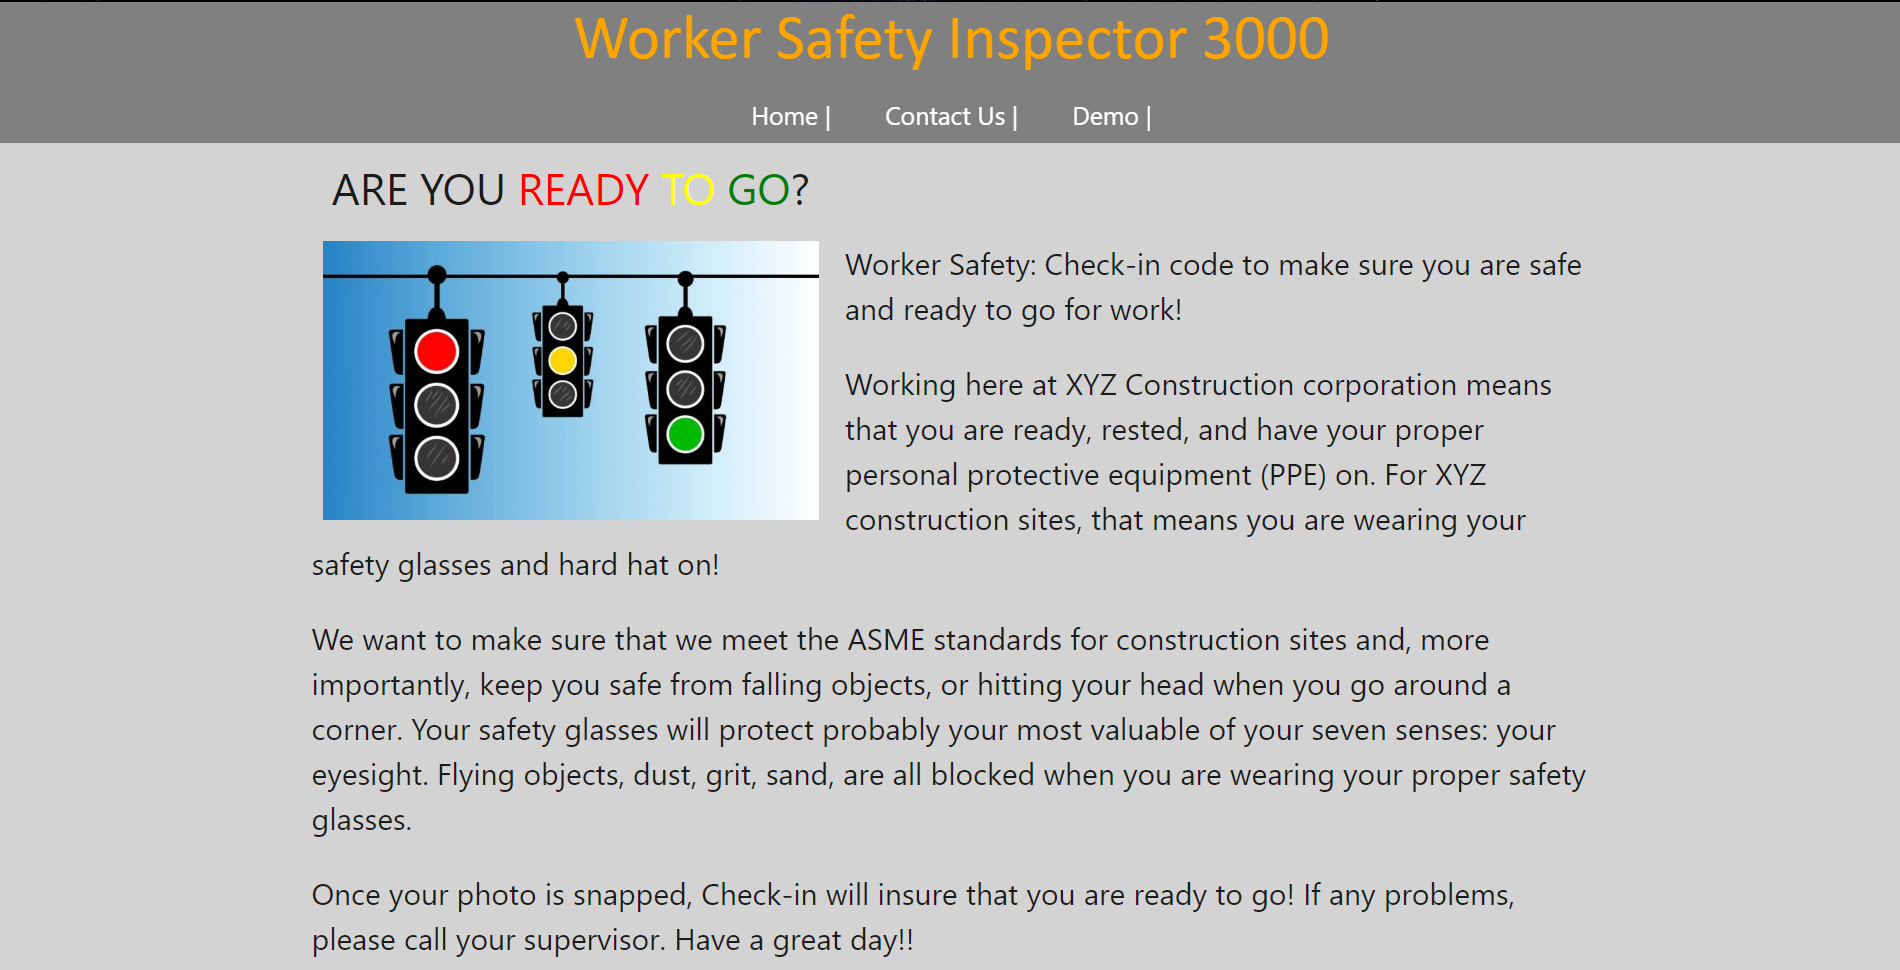 Worker Safety Inspector 3000
Home | Contact Us | Demo |
ARE YOU READY TO GO?
Worker Safety: Check-in code to make sure you are safe
and ready to go for work!
Working here at XYZ Construction corporation means
that you are ready, rested, and have your proper
personal protective equipment (PPE) on. For XYZ
construction sites, that means you are wearing your
safety glasses and hard hat on!
We want to make sure that we meet the ASME standards for construction sites and, more
importantly, keep you safe from falling objects, or hitting your head when you go around a
corner. Your safety glasses will protect probably your most valuable of your seven senses: your
eyesight. Flying objects, dust, grit, sand, are all blocked when you are wearing your proper safety
glasses.
Once your photo is snapped, Check-in will insure that you are ready to go! If any problems,
please call your supervisor. Have a great day!!